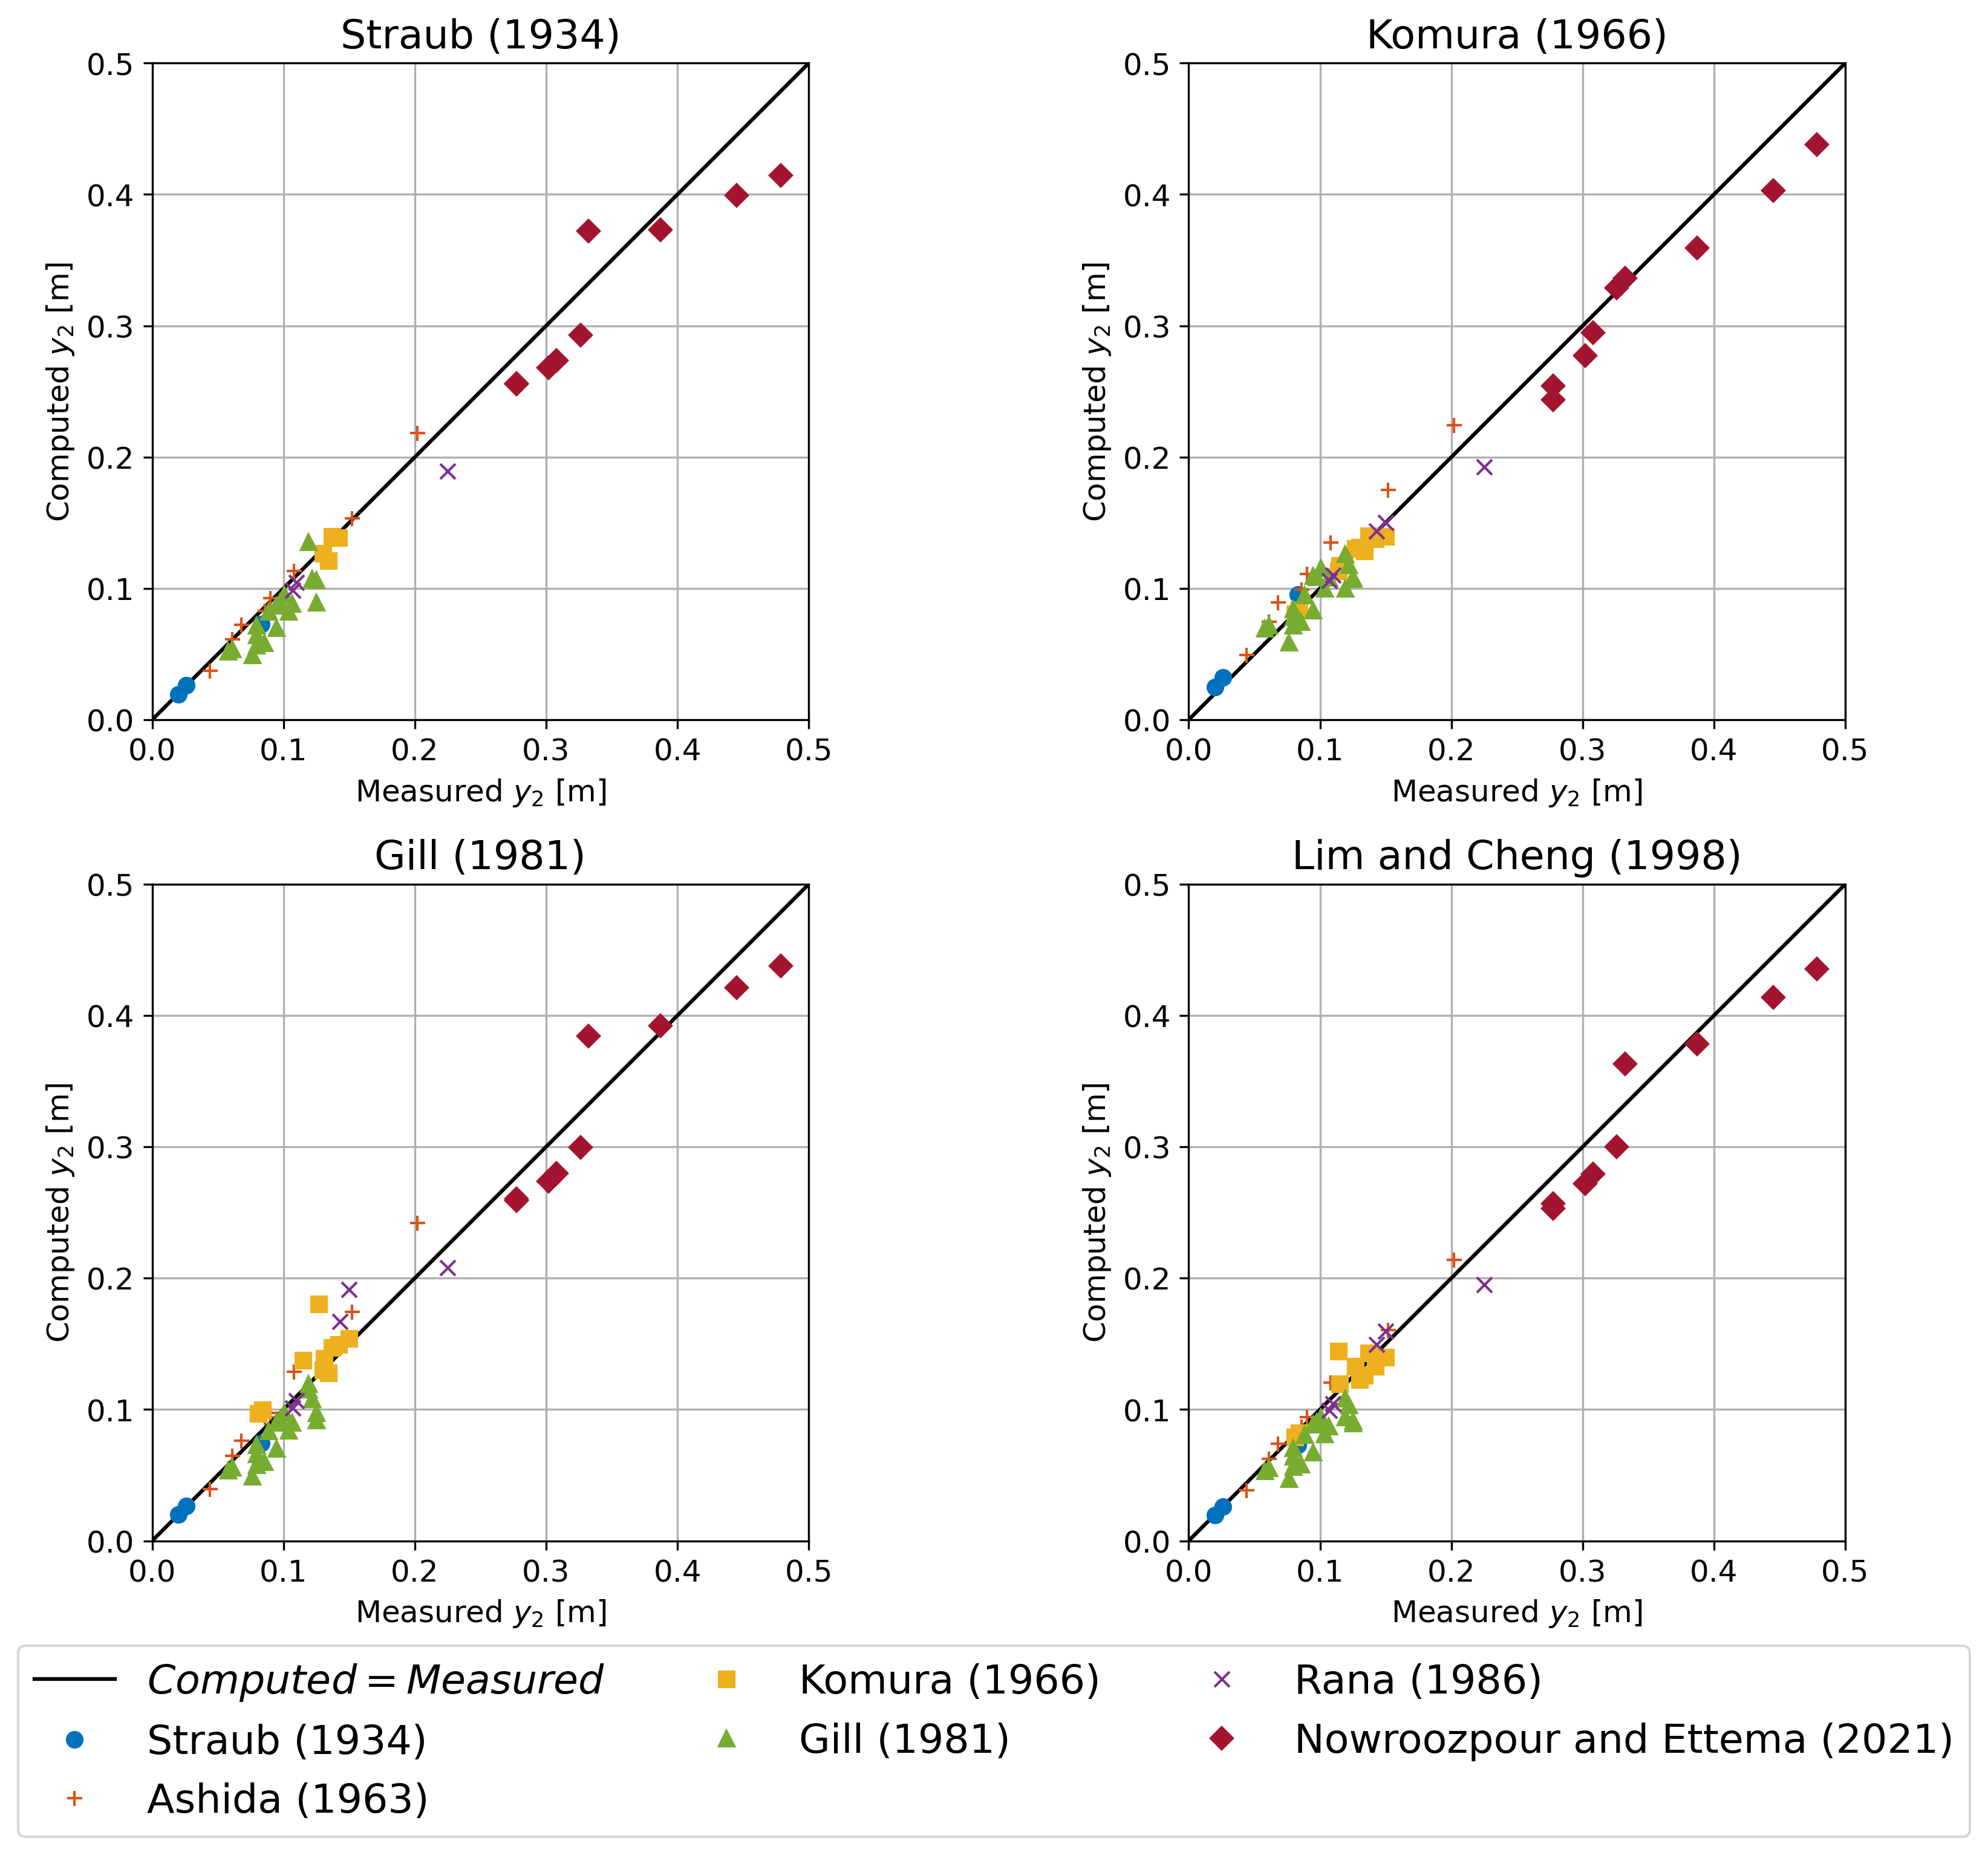 Straub (1934)
0.5
0.4
0.3
0.2
0.1
0.0
Computed y₂ [m]
0.0 0.1 0.2 0.3 0.4 0.5
Measured y₂ [m]
Komura (1966)
0.5
0.4
0.3
0.2
0.1
0.0
Computed y₂ [m]
0.0 0.1 0.2 0.3 0.4 0.5
Measured y₂ [m]
Gill (1981)
0.5
0.4
0.3
0.2
0.1
0.0
Computed y₂ [m]
0.0 0.1 0.2 0.3 0.4 0.5
Measured y₂ [m]
Lim and Cheng (1998)
0.5
0.4
0.3
0.2
0.1
0.0
Computed y₂ [m]
0.0 0.1 0.2 0.3 0.4 0.5
Measured y₂ [m]
Computed = Measured
Straub (1934)
Ashida (1963)
Komura (1966)
Gill (1981)
Rana (1986)
Nowroozpour and Ettema (2021)